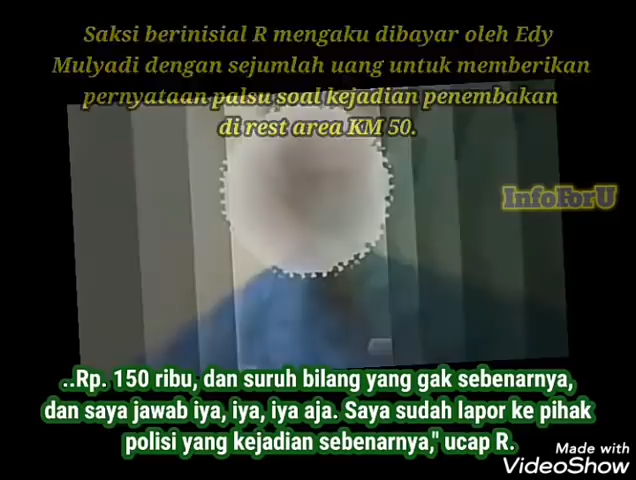 Saksi berinisial R mengaku dibayar oleh Edy
Mulyadi dengan sejumlah uang untuk memberikan
pernyataan palsu soal kejadian penembakan
di rest area KM 50.
InfoForU
..Rp. 150 ribu, dan suruh bilang yang gak sebenarnya,
dan saya jawab iya, iya, iya aja. Saya sudah lapor ke pihak
polisi yang kejadian sebenarnya," ucap R.
Made with
VideoShow